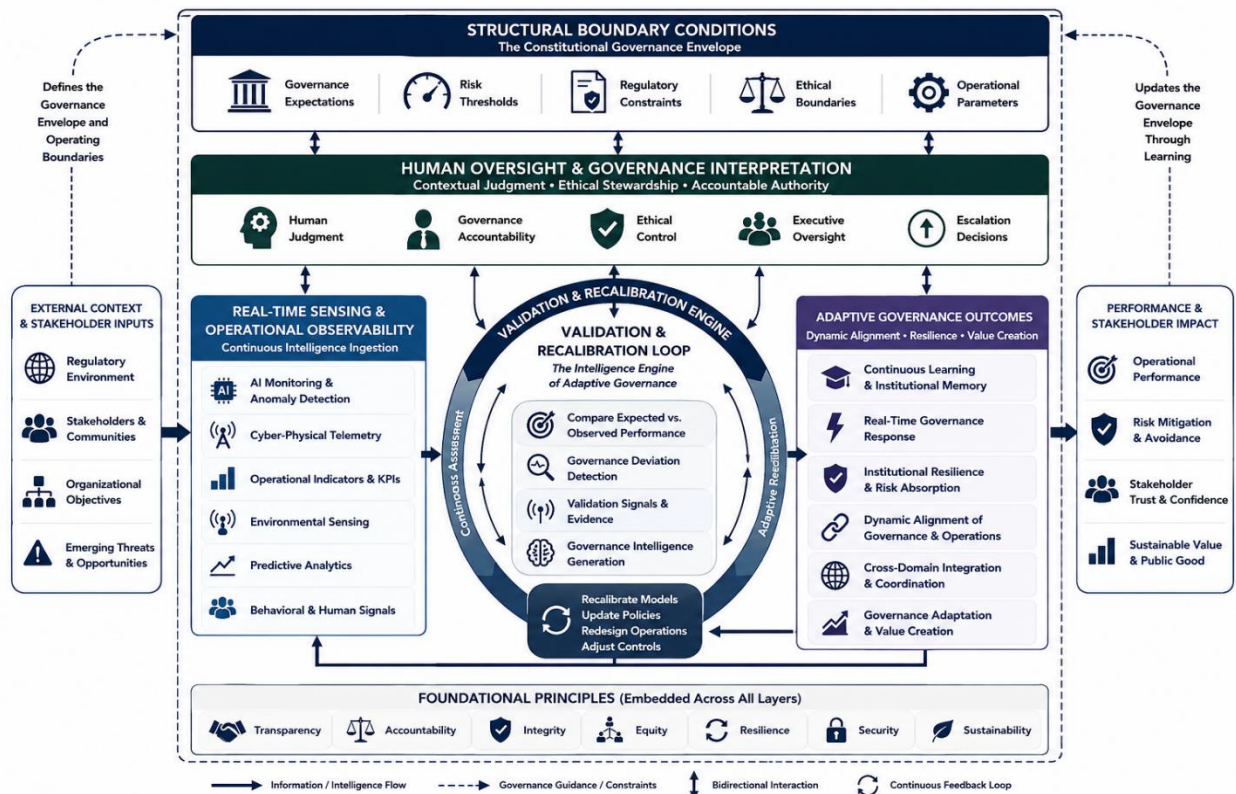 STRUCTURAL BOUNDARY CONDITIONS
The Constitutional Governance Envelope
Governance
Expectations
Risk
Thresholds
Regulatory
Constraints
Ethical
Boundaries
Operational
Parameters
Defines the
Governance
Envelope and
Operating
Boundaries
Updates the
Governance
Envelope
Through
Learning
HUMAN OVERSIGHT & GOVERNANCE INTERPRETATION
Contextual Judgment • Ethical Stewardship • Accountable Authority
Human
Judgment
Governance
Accountability
Ethical
Control
Executive
Oversight
Escalation
Decisions
EXTERNAL CONTEXT
& STAKEHOLDER INPUTS
Regulatory
Environment
Stakeholders &
Communities
Organizational
Objectives
Emerging Threats
& Opportunities
REAL-TIME SENSING &
OPERATIONAL OBSERVABILITY
Continuous Intelligence Ingestion
AI
AI Monitoring &
Anomaly Detection
Cyber-Physical Telemetry
Operational Indicators & KPIs
Environmental Sensing
Predictive Analytics
Behavioral & Human Signals
VALIDATION & RECALIBRATION ENGINE
VALIDATION &
RECALIBRATION LOOP
The Intelligence Engine
of Adaptive Governance
Compare Expected vs.
Observed Performance
Governance Deviation
Detection
Validation Signals &
Evidence
Governance Intelligence
Generation
Recalibrate Models
Update Policies
Redesign Operations
Adjust Controls
ADAPTIVE GOVERNANCE OUTCOMES
Dynamic Alignment • Resilience • Value Creation
Continuous Learning
& Institutional Memory
Real-Time Governance
Response
Institutional Resilience
& Risk Absorption
Dynamic Alignment of
Governance & Operations
Cross-Domain Integration
& Coordination
Governance Adaptation
& Value Creation
PERFORMANCE &
STAKEHOLDER IMPACT
Operational
Performance
Risk Mitigation
& Avoidance
Stakeholder
Trust & Confidence
Sustainable Value
& Public Good
FOUNDATIONAL PRINCIPLES (Embedded Across All Layers)
Transparency
Accountability
Integrity
Equity
Resilience
Security
Sustainability
Information / Intelligence Flow
Governance Guidance / Constraints
Bidirectional Interaction
Continuous Feedback Loop